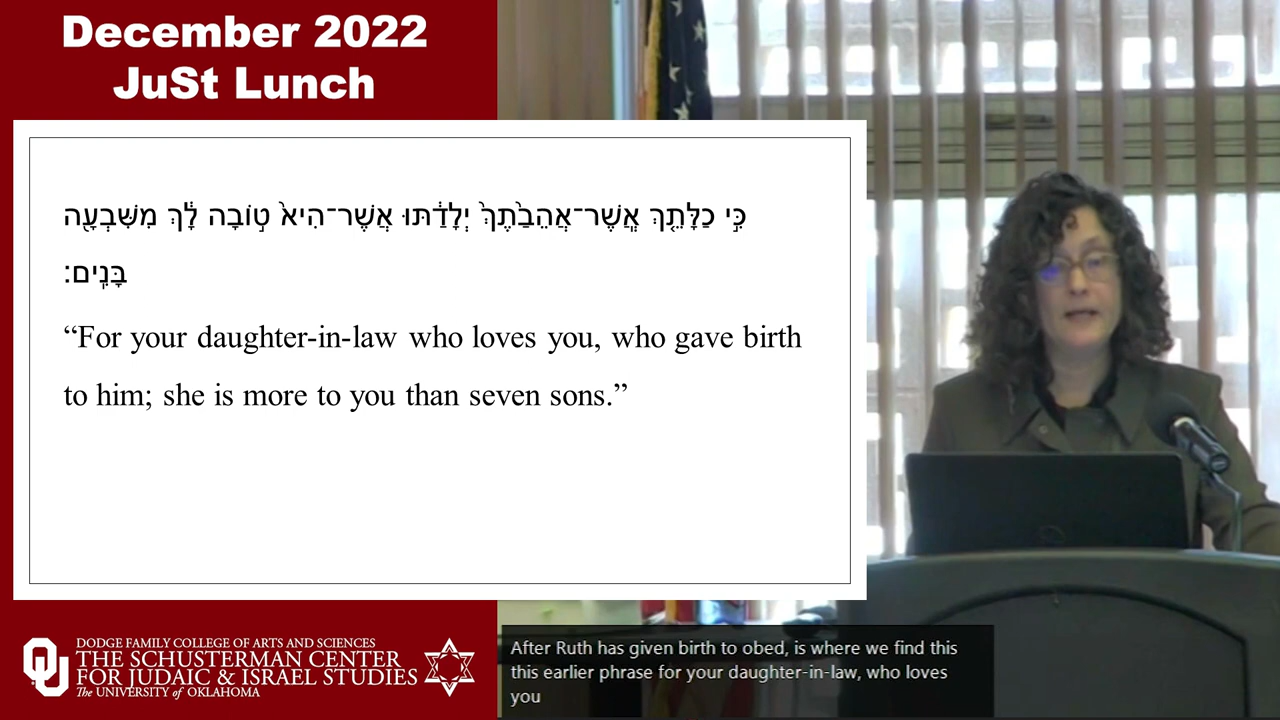 December 2022
JuSt Lunch
כִּ֣י כַלָּתֵ֤ךְ אֲֽשֶׁר־אֲהֵבַ֙תֶךְ֙ יְלָדַ֔תּוּ אֲשֶׁר־הִיא֙ ט֣וֹבָה לָ֔ךְ מִשִּׁבְעָ֖ה
בָּנִֽים׃
“For your daughter-in-law who loves you, who gave birth
to him; she is more to you than seven sons.”
DODGE FAMILY COLLEGE OF ARTS AND SCIENCES
THE SCHUSTERMAN CENTER
FOR JUDAIC & ISRAEL STUDIES
The UNIVERSITY of OKLAHOMA
After Ruth has given birth to obed, is where we find this
this earlier phrase for your daughter-in-law, who loves
you